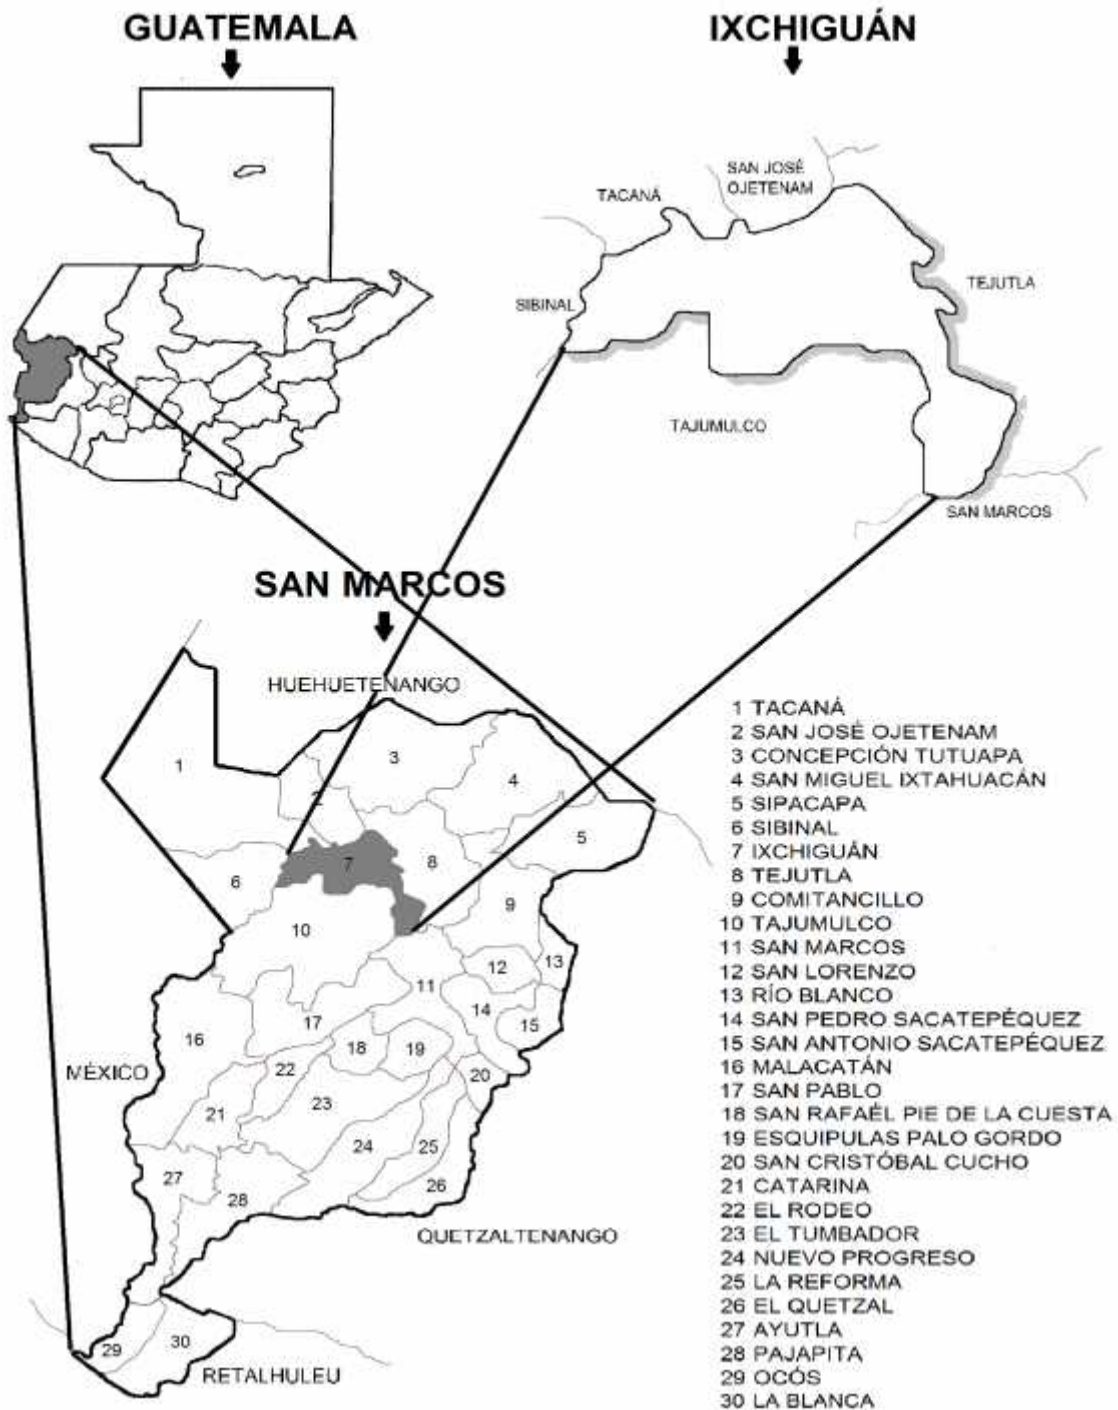 GUATEMALA
IXCHIGUÁN
SAN JOSÉ
OJETENAM
TACANÁ
TEJUTLA
SIBINAL
TAJUMULCO
SAN MARCOS
SAN MARCOS
HUEHUETENANGO
1
2
3
4
5
6
7
8
9
10
11
12
13
14
15
16
17
18
19
20
21
22
23
24
25
26
27
28
29
30
MÉXICO
QUETZALTENANGO
RETALHULEU
1 TACANÁ
2 SAN JOSÉ OJETENAM
3 CONCEPCIÓN TUTUAPA
4 SAN MIGUEL IXTAHUACÁN
5 SIPACAPA
6 SIBINAL
7 IXCHIGUÁN
8 TEJUTLA
9 COMITANCILLO
10 TAJUMULCO
11 SAN MARCOS
12 SAN LORENZO
13 RÍO BLANCO
14 SAN PEDRO SACATEPÉQUEZ
15 SAN ANTONIO SACATEPÉQUEZ
16 MALACATÁN
17 SAN PABLO
18 SAN RAFAÉL PIE DE LA CUESTA
19 ESQUIPULAS PALO GORDO
20 SAN CRISTÓBAL CUCHO
21 CATARINA
22 EL RODEO
23 EL TUMBADOR
24 NUEVO PROGRESO
25 LA REFORMA
26 EL QUETZAL
27 AYUTLA
28 PAJAPITA
29 OCÓS
30 LA BLANCA